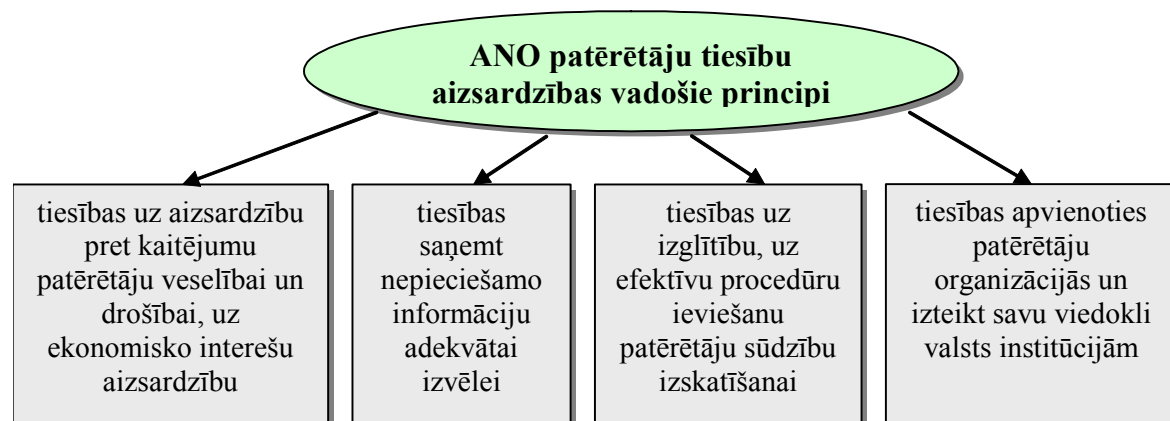 ANO patērētāju tiesību
aizsardzības vadošie principi
tiesības uz aizsardzību
pret kaitējumu
patērētāju veselībai un
drošībai, uz
ekonomisko interešu
aizsardzību
tiesības
saņemt
nepieciešamo
informāciju
adekvātai
izvēlei
tiesības uz
izglītību, uz
efektīvu procedūru
ieviešanu
patērētāju sūdzību
izskatīšanai
tiesības apvienoties
patērētāju
organizācijās un
izteikt savu viedokli
valsts institūcijām